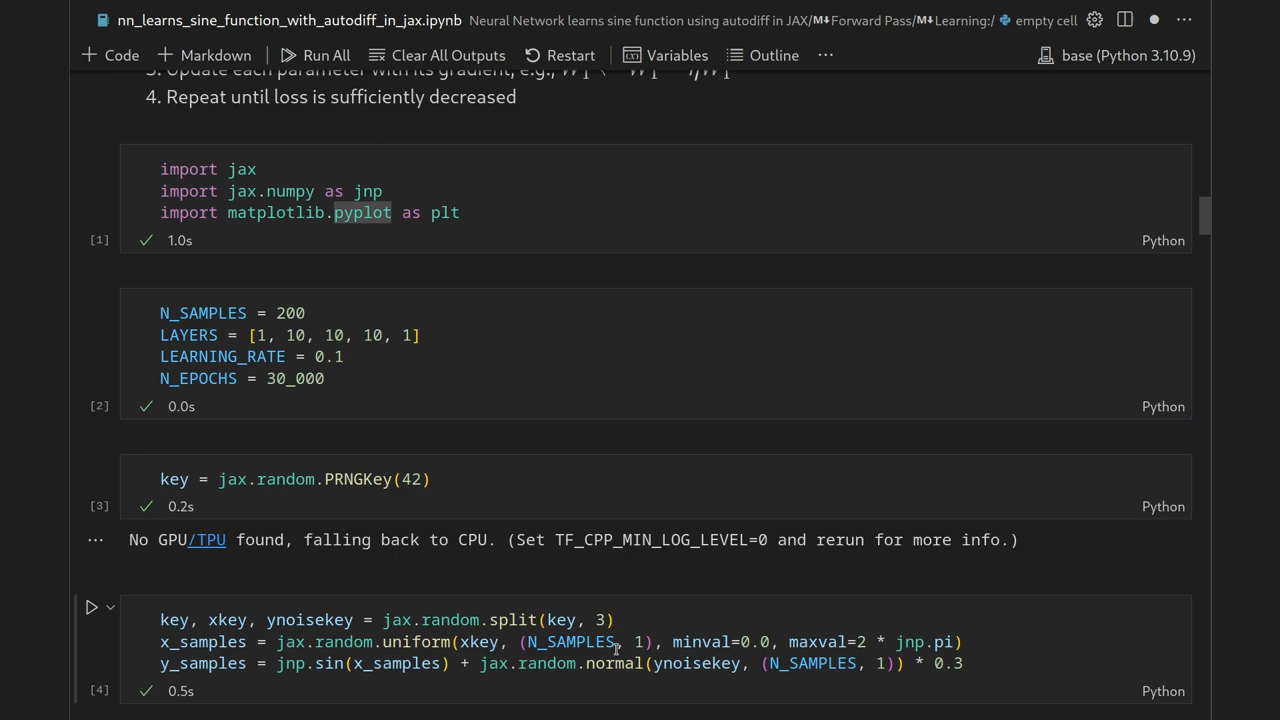 nn_learns_sine_function_with_autodiff_in_jax.ipynb Neural Network learns sine function using autodiff in JAX/M↓Forward Pass/M↓Learning:/ empty cell
Code Markdown Run All Clear All Outputs Restart Variables Outline ... base (Python 3.10.9)
3. Update each parameter with its gradient, e.g.,
4. Repeat until loss is sufficiently decreased
import jax
import jax.numpy as jnp
import matplotlib.pyplot as plt
[1] 1.0s Python
N_SAMPLES = 200
LAYERS = [1, 10, 10, 10, 1]
LEARNING_RATE = 0.1
N_EPOCHS = 30_000
[2] 0.0s Python
key = jax.random.PRNGKey(42)
[3] 0.2s Python
... No GPU/TPU found, falling back to CPU. (Set TF_CPP_MIN_LOG_LEVEL=0 and rerun for more info.)
key, xkey, ynoisekey = jax.random.split(key, 3)
x_samples = jax.random.uniform(xkey, (N_SAMPLES, 1), minval=0.0, maxval=2 * jnp.pi)
y_samples = jnp.sin(x_samples) + jax.random.normal(ynoisekey, (N_SAMPLES, 1)) * 0.3
[4] 0.5s Python